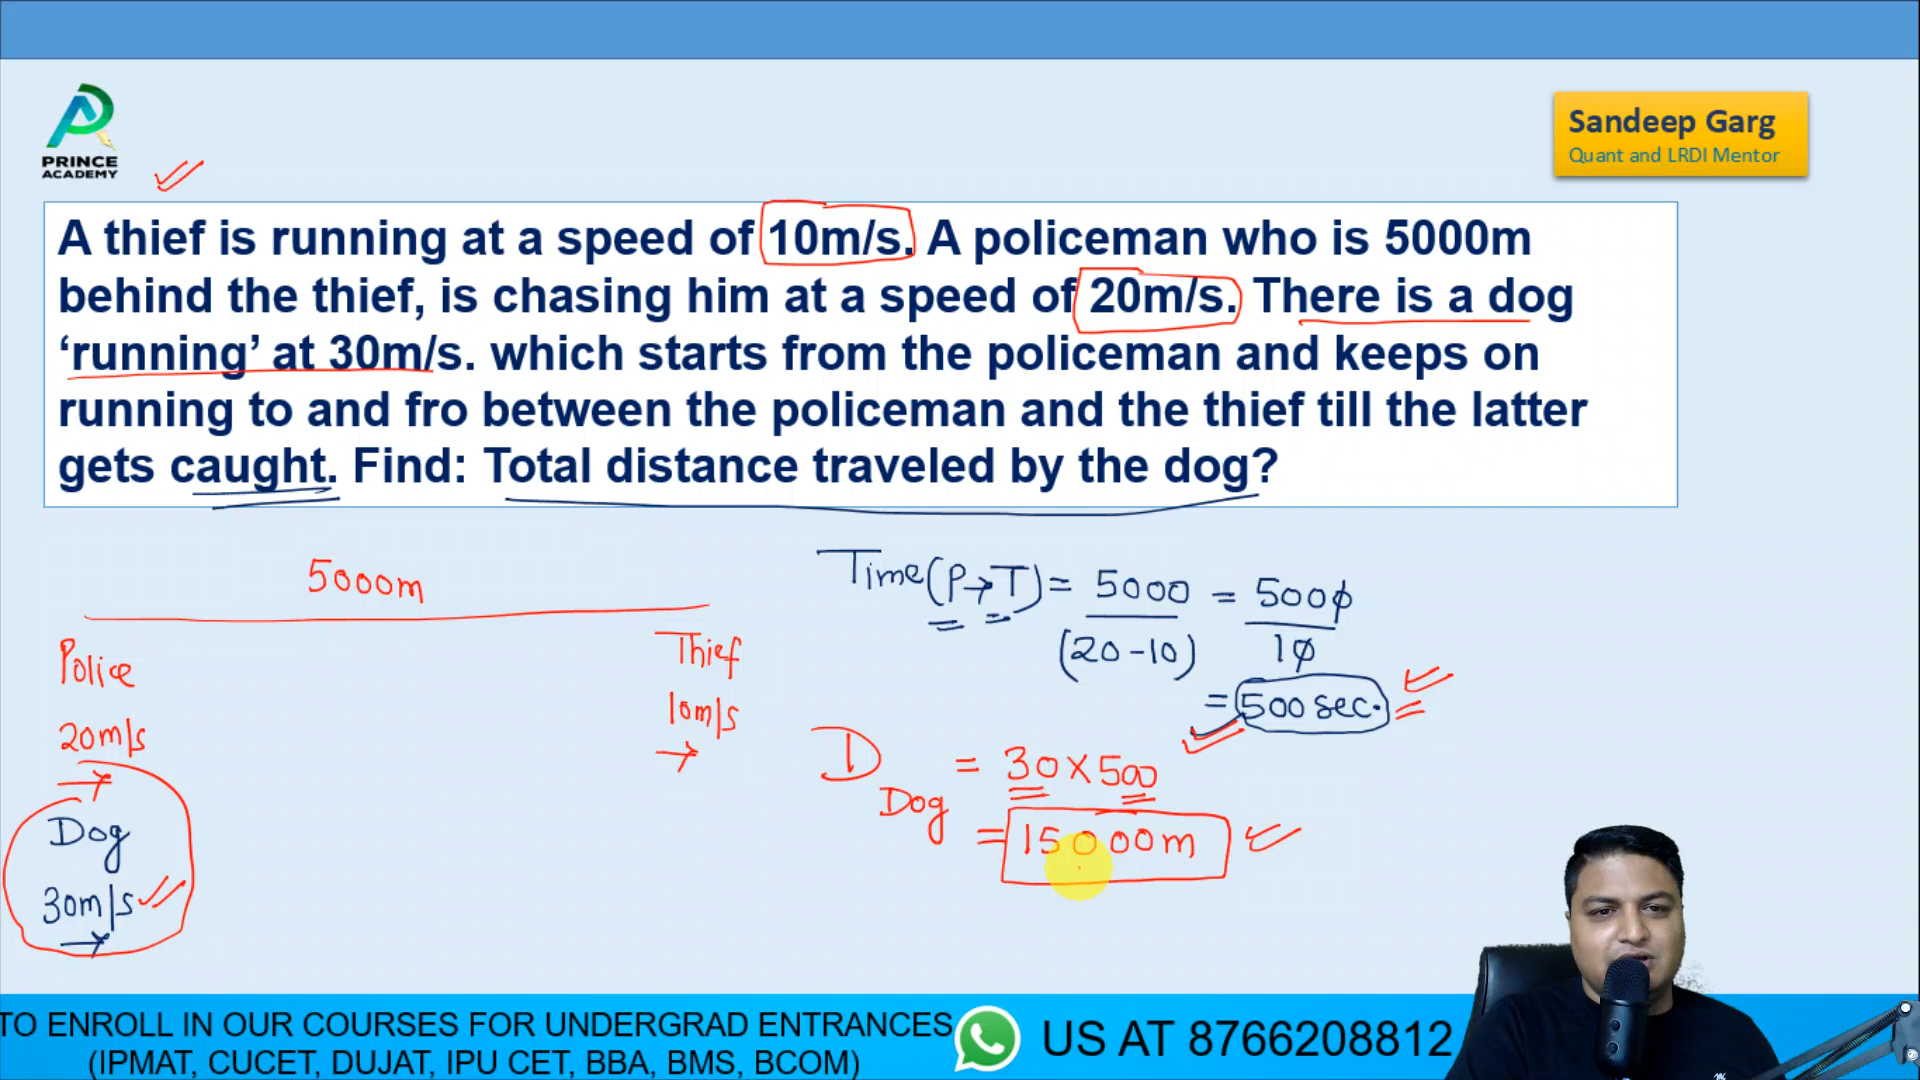 PRINCE
ACADEMY
Sandeep Garg
Quant and LRDI Mentor
A thief is running at a speed of 10m/s. A policeman who is 5000m
behind the thief, is chasing him at a speed of 20m/s. There is a dog
‘running’ at 30m/s. which starts from the policeman and keeps on
running to and fro between the policeman and the thief till the latter
gets caught. Find: Total distance traveled by the dog?
5000m
Police
Thief
20m/s
10m/s
Dog
30m/s
Time(P→T) = 5000/(20-10) = 5000/10
= 500 sec.
D Dog = 30×500
= 15000m
TO ENROLL IN OUR COURSES FOR UNDERGRAD ENTRANCES
(IPMAT, CUCET, DUJAT, IPU CET, BBA, BMS, BCOM)
US AT 8766208812